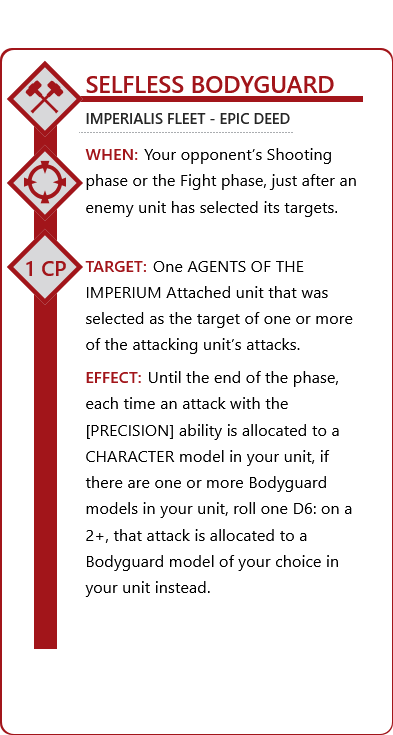 SELFLESS BODYGUARD
IMPERIALIS FLEET - EPIC DEED
WHEN: Your opponent’s Shooting
phase or the Fight phase, just after an
enemy unit has selected its targets.
1 CP
TARGET: One AGENTS OF THE
IMPERIUM Attached unit that was
selected as the target of one or more
of the attacking unit’s attacks.
EFFECT: Until the end of the phase,
each time an attack with the
[PRECISION] ability is allocated to a
CHARACTER model in your unit, if
there are one or more Bodyguard
models in your unit, roll one D6: on a
2+, that attack is allocated to a
Bodyguard model of your choice in
your unit instead.